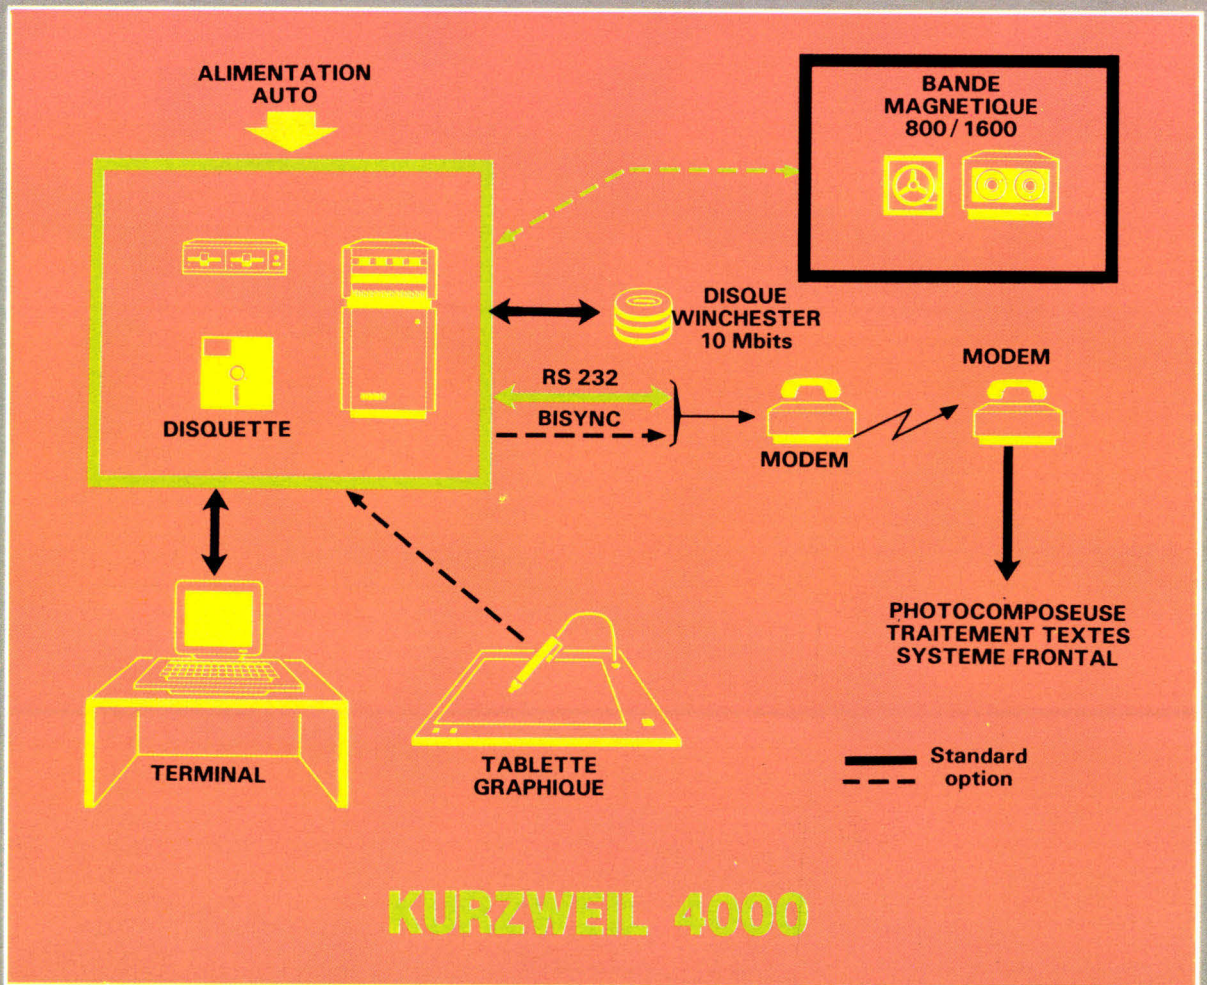 ALIMENTATION
AUTO
BANDE
MAGNETIQUE
800 / 1600
DISQUE
WINCHESTER
10 Mbits
MODEM
RS 232
BISYNC
DISQUETTE
MODEM
PHOTOCOMPOSEUSE
TRAITEMENT TEXTES
SYSTEME FRONTAL
TERMINAL
TABLETTE
GRAPHIQUE
Standard
option
KURZWEIL 4000